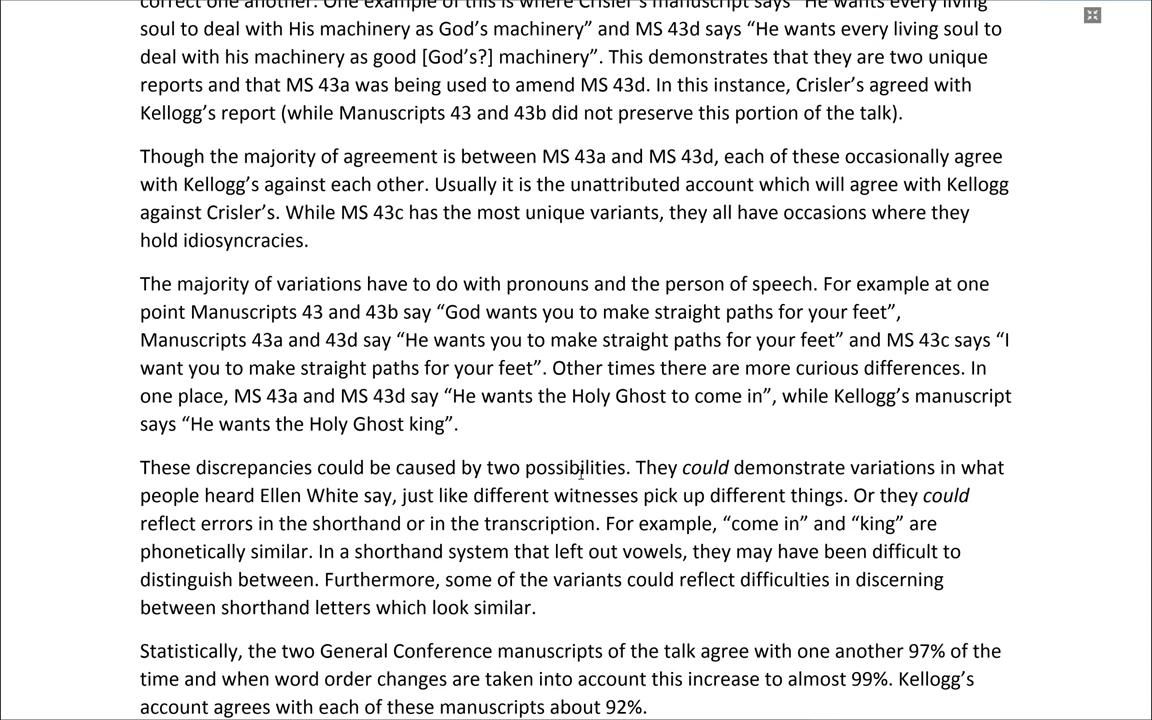 correct one another. One example of this is where Crisler's manuscript says "He wants every living
soul to deal with His machinery as God's machinery" and MS 43d says "He wants every living soul to
deal with his machinery as good [God's?] machinery". This demonstrates that they are two unique
reports and that MS 43a was being used to amend MS 43d. In this instance, Crisler's agreed with
Kellogg's report (while Manuscripts 43 and 43b did not preserve this portion of the talk).
Though the majority of agreement is between MS 43a and MS 43d, each of these occasionally agree
with Kellogg's against each other. Usually it is the unattributed account which will agree with Kellogg
against Crisler's. While MS 43c has the most unique variants, they all have occasions where they
hold idiosyncracies.
The majority of variations have to do with pronouns and the person of speech. For example at one
point Manuscripts 43 and 43b say "God wants you to make straight paths for your feet",
Manuscripts 43a and 43d say "He wants you to make straight paths for your feet" and MS 43c says "I
want you to make straight paths for your feet". Other times there are more curious differences. In
one place, MS 43a and MS 43d say "He wants the Holy Ghost to come in", while Kellogg's manuscript
says "He wants the Holy Ghost king".
These discrepancies could be caused by two possibilities. They could demonstrate variations in what
people heard Ellen White say, just like different witnesses pick up different things. Or they could
reflect errors in the shorthand or in the transcription. For example, "come in" and "king" are
phonetically similar. In a shorthand system that left out vowels, they may have been difficult to
distinguish between. Furthermore, some of the variants could reflect difficulties in discerning
between shorthand letters which look similar.
Statistically, the two General Conference manuscripts of the talk agree with one another 97% of the
time and when word order changes are taken into account this increase to almost 99%. Kellogg's
account agrees with each of these manuscripts about 92%.